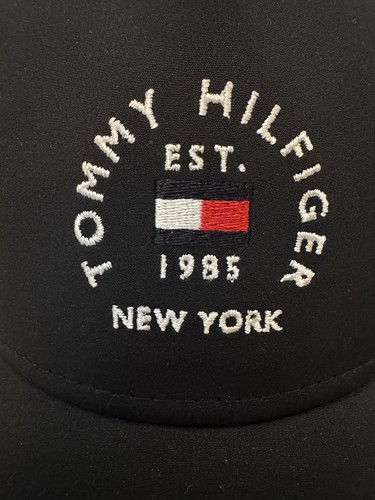 TOMMY HILFIGER
EST.
1985
NEW YORK